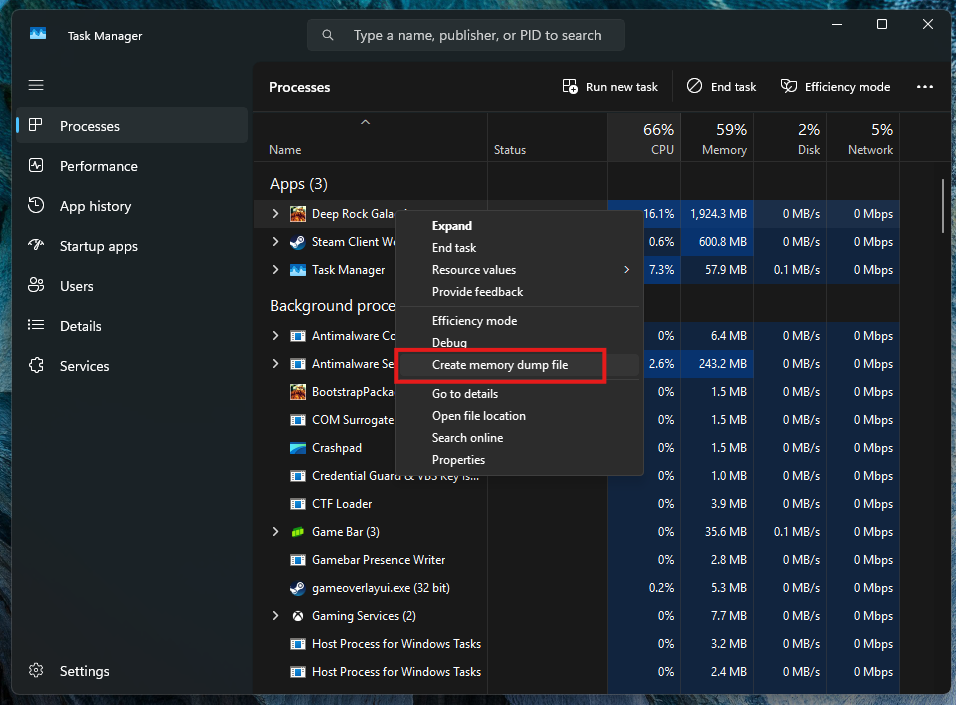 Task Manager
Type a name, publisher, or PID to search
Processes
Run new task
End task
Efficiency mode
Processes
Performance
App history
Startup apps
Users
Details
Services
Settings
66% 59% 2% 5%
Name Status CPU Memory Disk Network
Apps (3)
Deep Rock 16.1% 1,924.3 MB 0 MB/s 0 Mbps
Steam Client 0.6% 600.8 MB 0 MB/s 0 Mbps
Task Manager 7.3% 57.9 MB 0.1 MB/s 0 Mbps
Background
Antimalware 0% 6.4 MB 0 MB/s 0 Mbps
Antimalware 2.6% 243.2 MB 0 MB/s 0 Mbps
BootstrapPacka 0% 1.5 MB 0 MB/s 0 Mbps
COM Surrogate 0% 1.5 MB 0 MB/s 0 Mbps
Crashpad 0% 1.5 MB 0 MB/s 0 Mbps
Credential Guard & VBS Key Is... 0% 1.0 MB 0 MB/s 0 Mbps
CTF Loader 0% 3.9 MB 0 MB/s 0 Mbps
Game Bar (3) 0% 35.6 MB 0.1 MB/s 0 Mbps
Gamebar Presence Writer 0% 2.8 MB 0 MB/s 0 Mbps
gameoverlayui.exe (32 bit) 0.2% 5.3 MB 0 MB/s 0 Mbps
Gaming Services (2) 0% 7.7 MB 0 MB/s 0 Mbps
Host Process for Windows Tasks 0% 3.2 MB 0 MB/s 0 Mbps
Host Process for Windows Tasks 0% 2.4 MB 0 MB/s 0 Mbps
Expand
End task
Resource values
Provide feedback
Efficiency mode
Debug
Create memory dump file
Go to details
Open file location
Search online
Properties